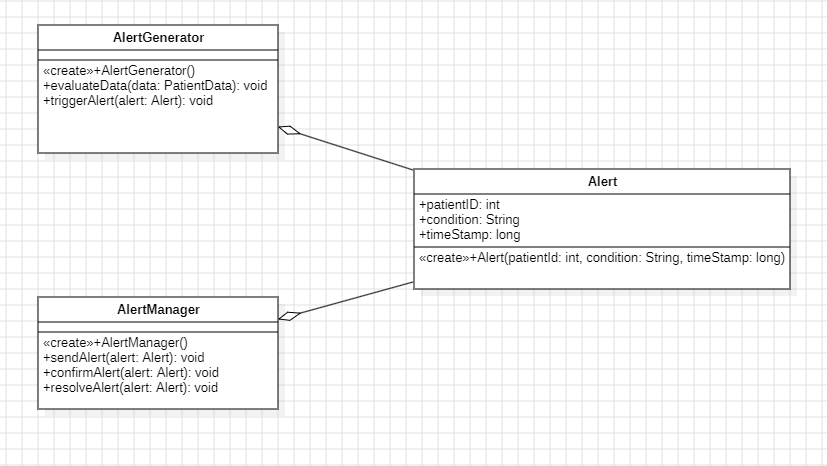 AlertGenerator
«create»+AlertGenerator()
+evaluateData(data: PatientData): void
+triggerAlert(alert: Alert): void
Alert
+patientID: int
+condition: String
+timeStamp: long
«create»+Alert(patientId: int, condition: String, timeStamp: long)
AlertManager
«create»+AlertManager()
+sendAlert(alert: Alert): void
+confirmAlert(alert: Alert): void
+resolveAlert(alert: Alert): void